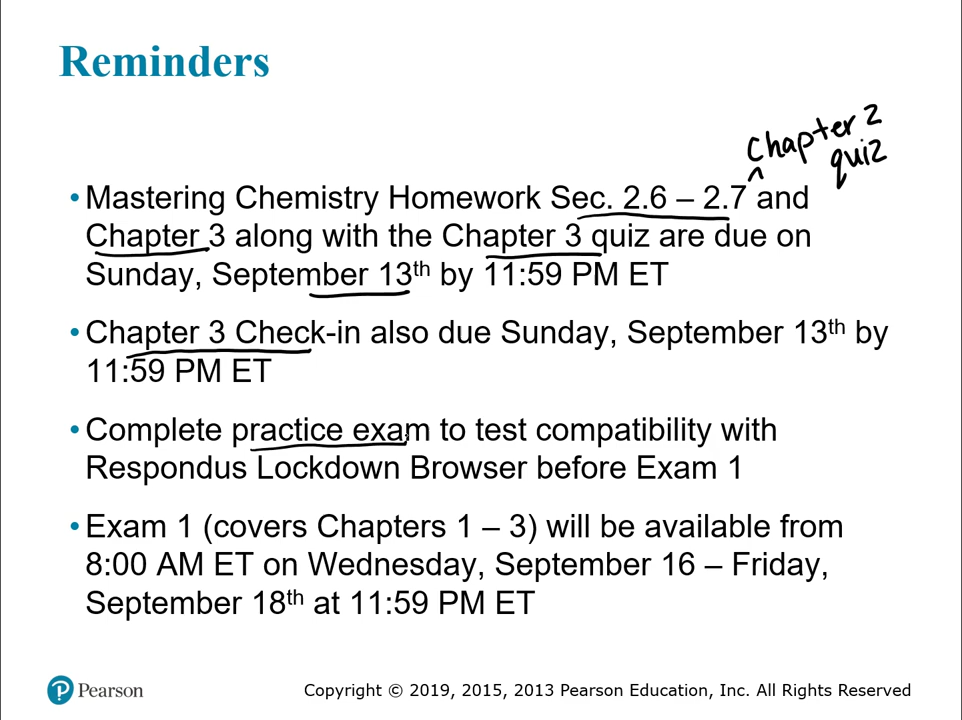 Reminders
Chapter 2
quiz
• Mastering Chemistry Homework Sec. 2.6 – 2.7 ^ and
Chapter 3 along with the Chapter 3 quiz are due on
Sunday, September 13th by 11:59 PM ET
• Chapter 3 Check-in also due Sunday, September 13th by
11:59 PM ET
• Complete practice exam to test compatibility with
Respondus Lockdown Browser before Exam 1
• Exam 1 (covers Chapters 1 – 3) will be available from
8:00 AM ET on Wednesday, September 16 – Friday,
September 18th at 11:59 PM ET
P Pearson
Copyright © 2019, 2015, 2013 Pearson Education, Inc. All Rights Reserved